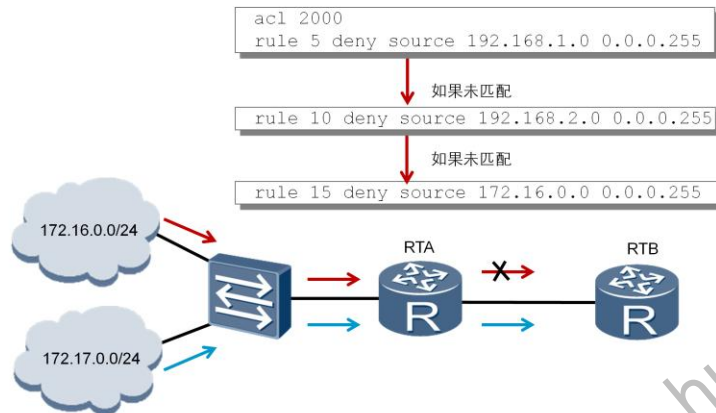 acl 2000
rule 5 deny source 192.168.1.0 0.0.0.255
如果未匹配
rule 10 deny source 192.168.2.0 0.0.0.255
如果未匹配
rule 15 deny source 172.16.0.0 0.0.0.255
172.16.0.0/24
RTA
RTB
R
R
172.17.0.0/24